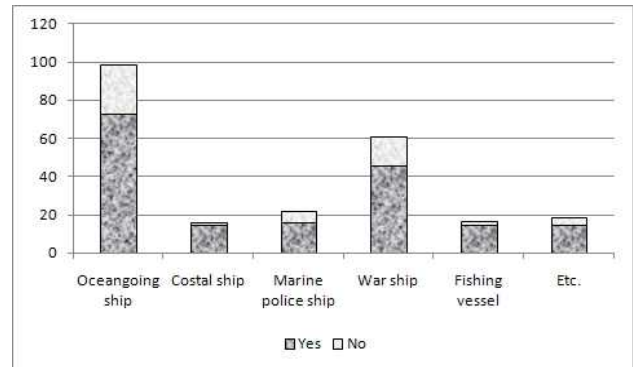 120
100
80
60
40
20
0
Oceangoing ship
Costal ship
Marine police ship
War ship
Fishing vessel
Etc.
Yes No